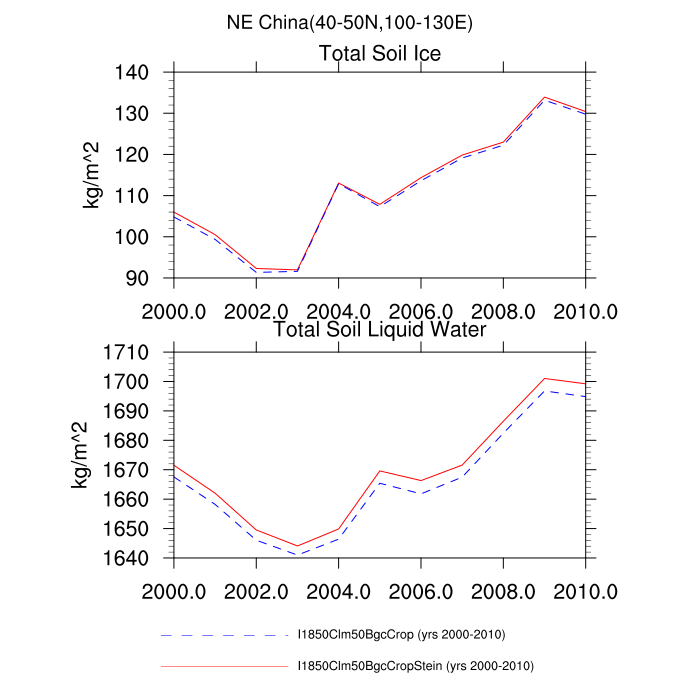 NE China(40-50N,100-130E)
Total Soil Ice
140
130
120
110
100
90
kg/m^2
2000.0 2002.0 2004.0 2006.0 2008.0 2010.0
Total Soil Liquid Water
1710
1700
1690
1680
1670
1660
1650
1640
kg/m^2
2000.0 2002.0 2004.0 2006.0 2008.0 2010.0
I1850Clm50BgcCrop (yrs 2000-2010)
I1850Clm50BgcCropStein (yrs 2000-2010)